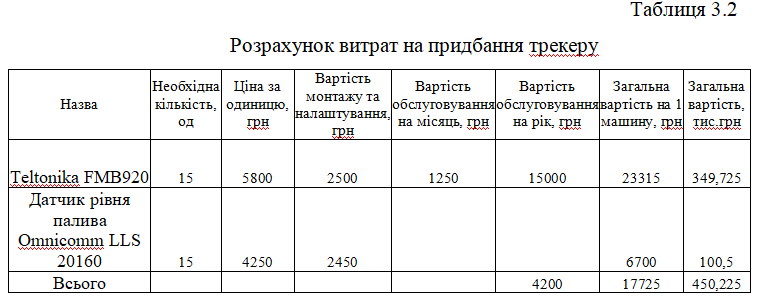 Таблиця 3.2
Розрахунок витрат на придбання трекеру
Назва
Необхідна
кількість,
од
Ціна за
одиницю,
грн
Вартість
монтажу та
налаштування,
грн
Вартість
обслуговування
на місяць, грн
Вартість
обслуговування
на рік, грн
Загальна
вартість на 1
машину, грн
Загальна
вартість,
тис.грн
Teltonika FMB920 15 5800 2500 1250 15000 23315 349,725
Датчик рівня
палива
Omnicomm LLS
20160 15 4250 2450 6700 100,5
Всього 4200 17725 450,225